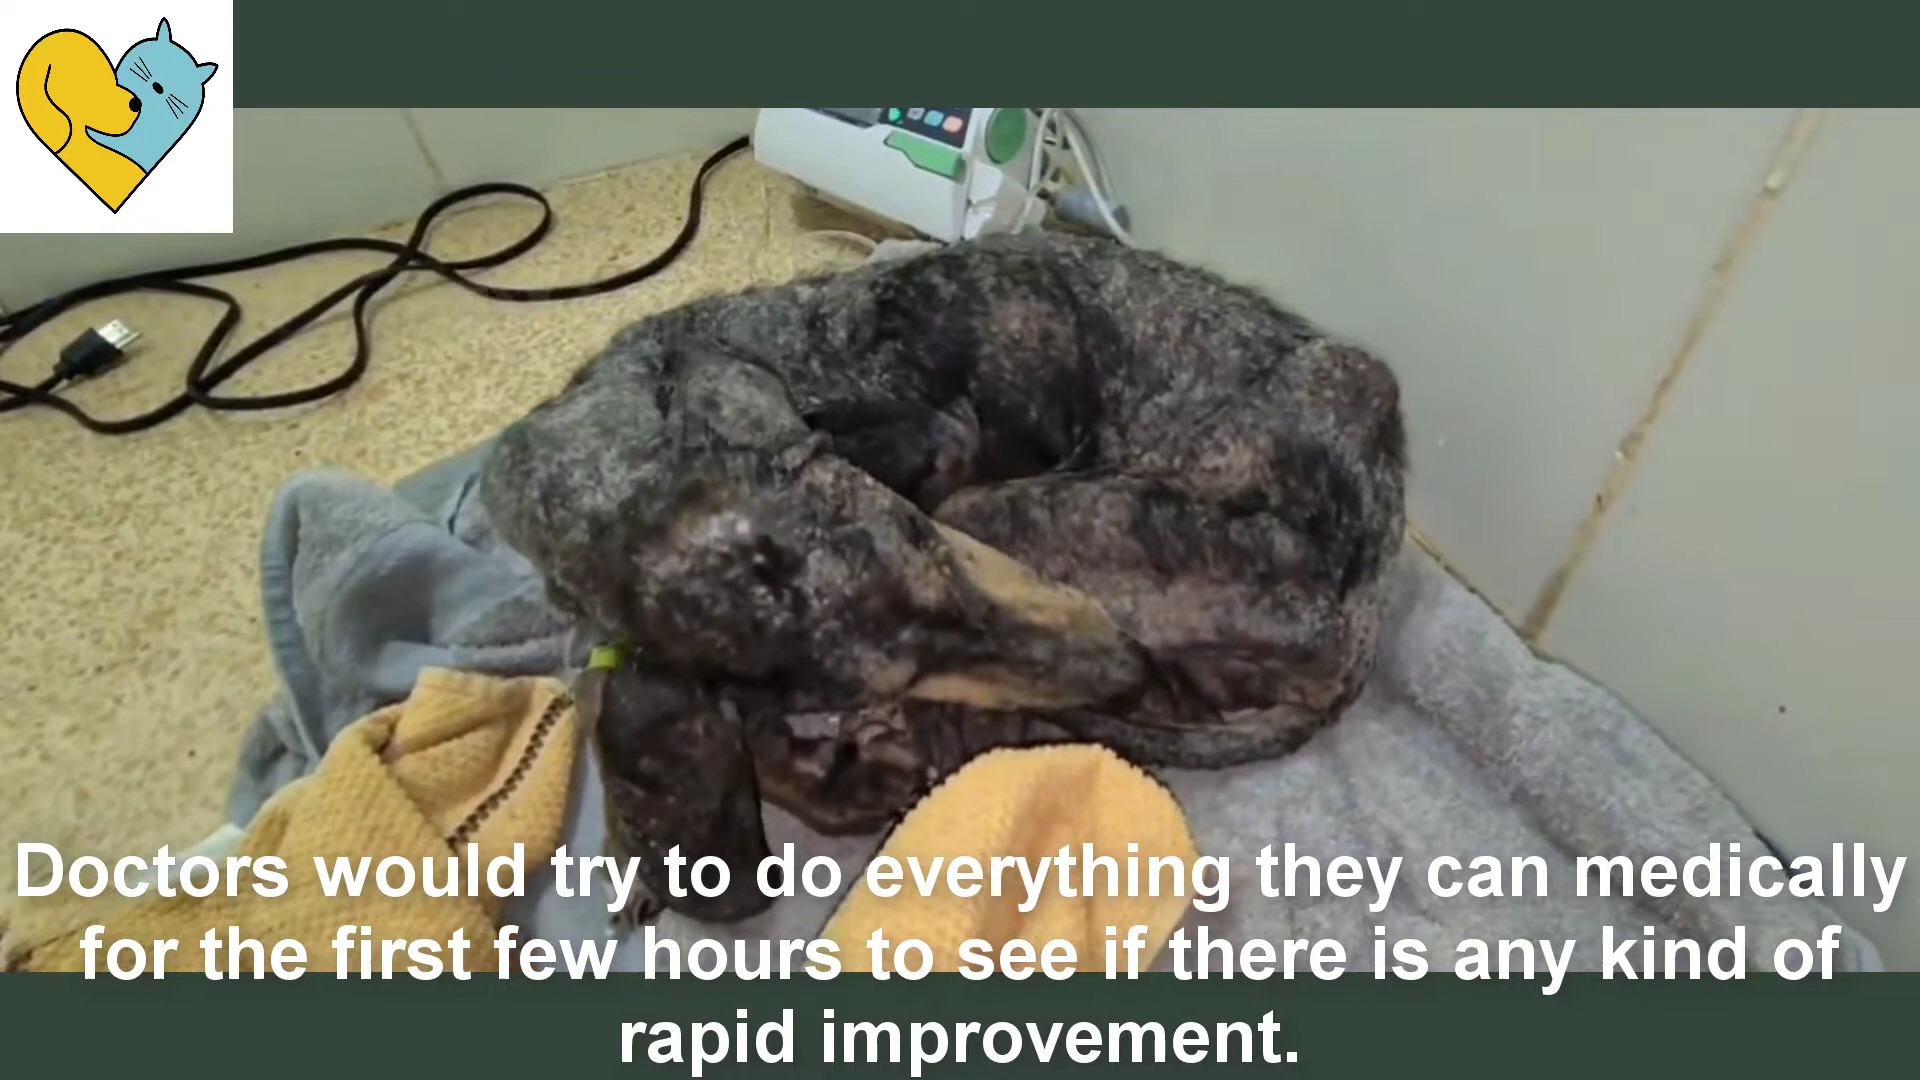 Doctors would try to do everything they can medically
for the first few hours to see if there is any kind of
rapid improvement.